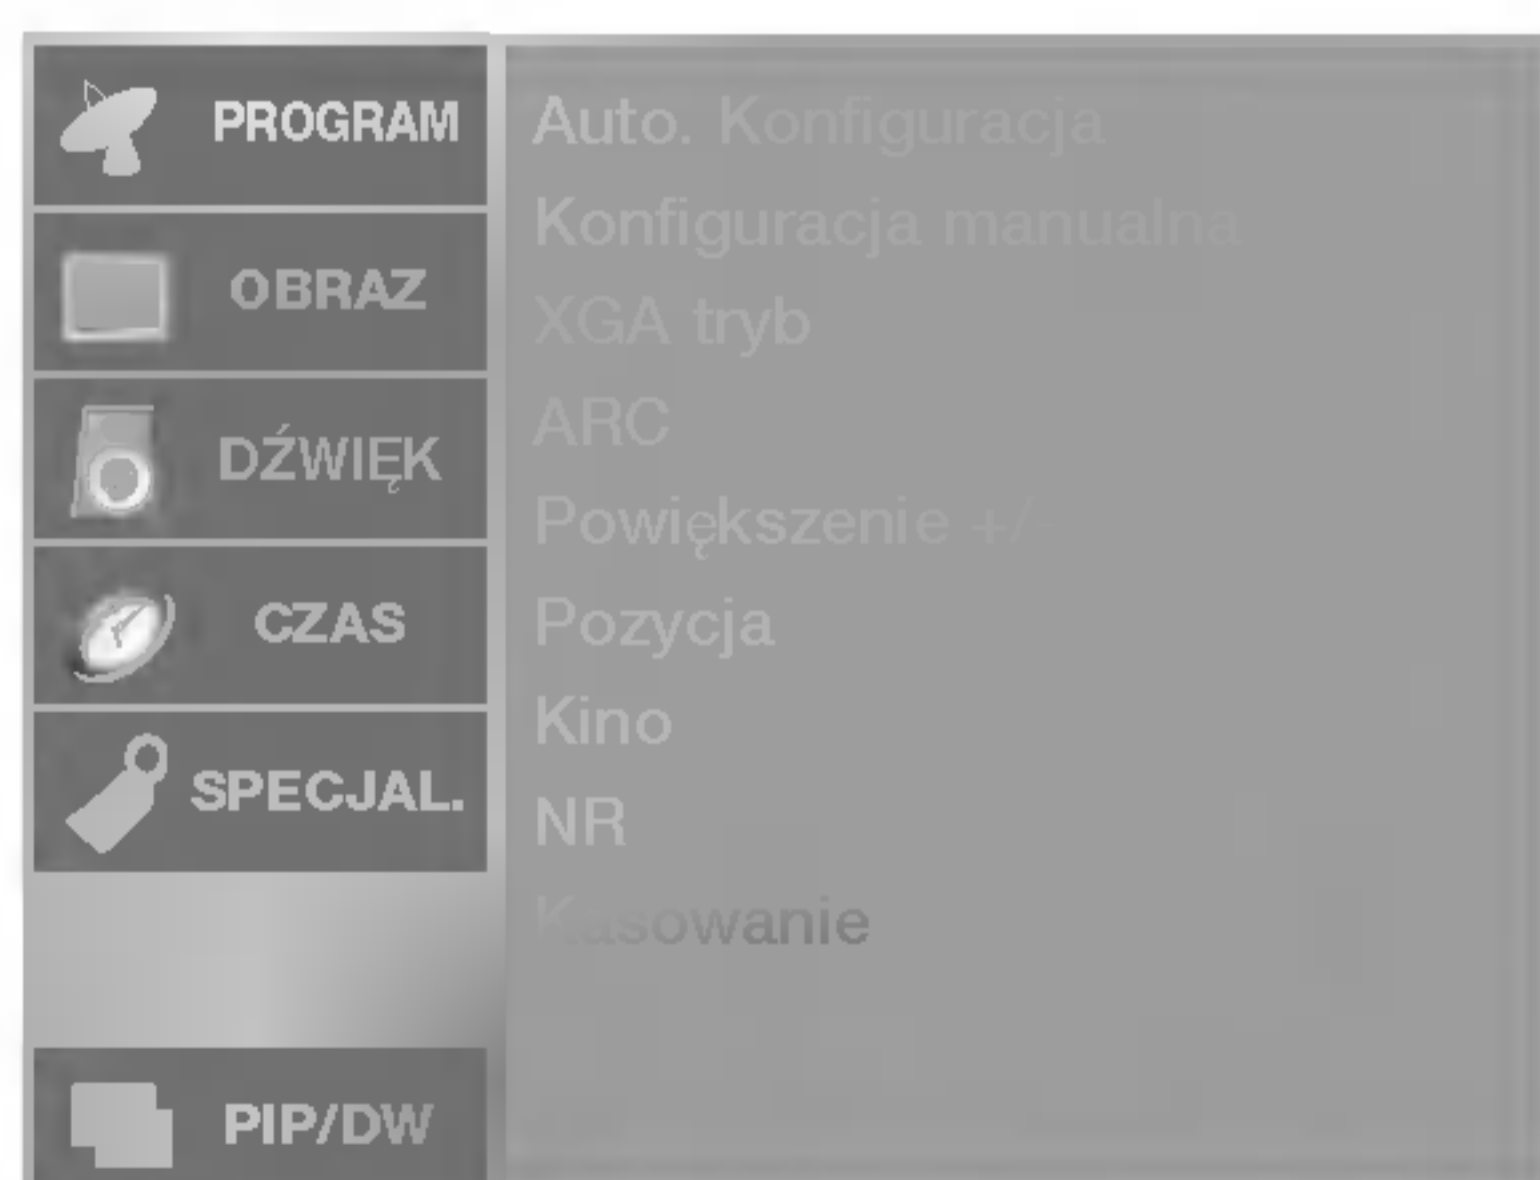 PROGRAM
OBRAZ
DŹWIĘK
CZAS
SPECJAL.
PIP/DW
Auto. Konfiguracja
Konfiguracja manualna
XGA tryb
ARC
Powiększenie +/-
Pozycja
Kino
NR
Kasowanie